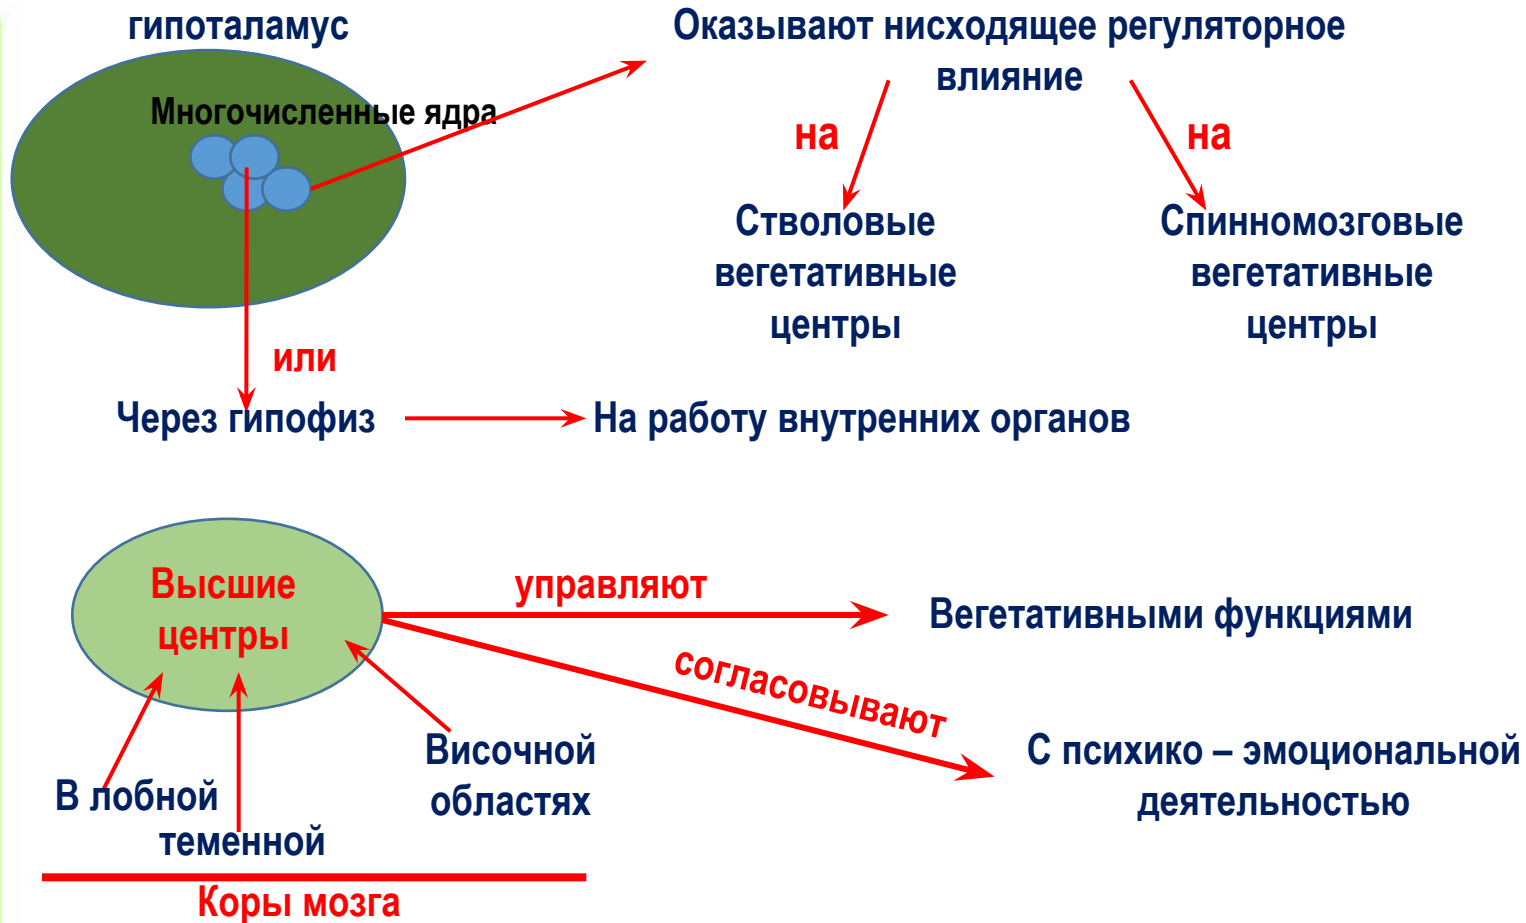 гипоталамус
Многочисленные ядра
Оказывают нисходящее регуляторное
влияние
на
на
Стволовые
вегетативные
центры
Спинномозговые
вегетативные
центры
или
Через гипофиз
На работу внутренних органов
Высшие
центры
управляют
Вегетативными функциями
согласовывают
С психико – эмоциональной
деятельностью
В лобной
теменной
Височной
областях
Коры мозга